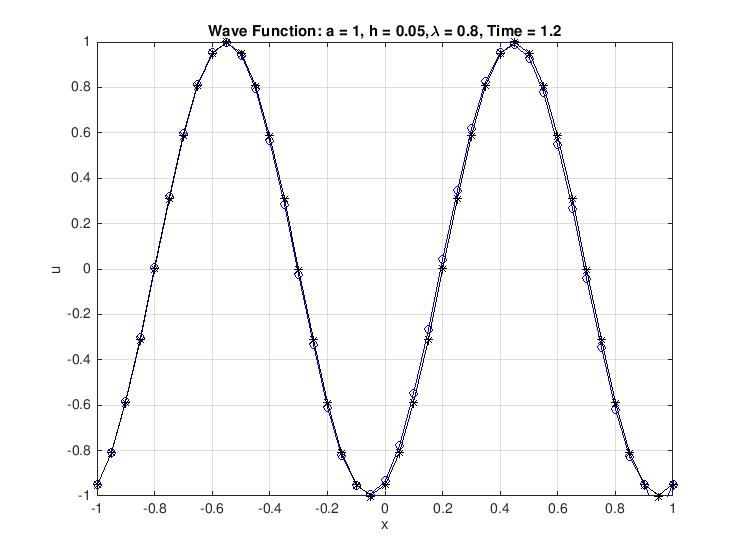 Wave Function: a = 1, h = 0.05,λ = 0.8, Time = 1.2
1
0.8
0.6
0.4
0.2
0
-0.2
-0.4
-0.6
-0.8
-1
u
-1 -0.8 -0.6 -0.4 -0.2 0 0.2 0.4 0.6 0.8 1
x